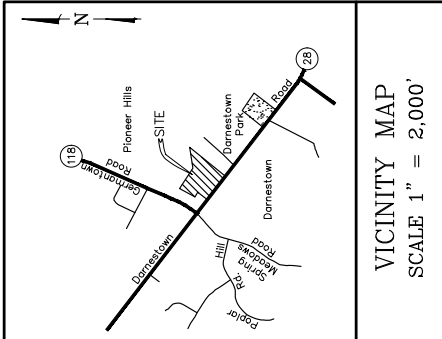 N
118
Germantown
Road
Pioneer Hills
SITE
Darnestown
Darnestown
Park
Road
28
Darnestown
Hill
Road
Meadows
Spring
Rd.
Poplar
VICINITY MAP
SCALE 1" = 2,000'